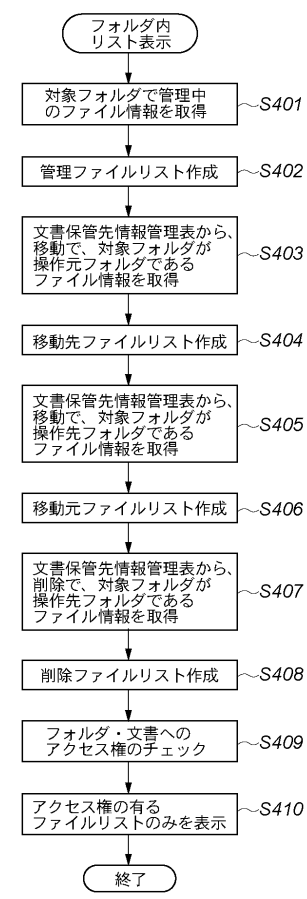 フォルダ内
リスト表示
対象フォルダで管理中
のファイル情報を取得
S401
管理ファイルリスト作成
S402
文書保管先情報管理表から、
移動で、対象フォルダが
操作元フォルダである
ファイル情報を取得
S403
移動先ファイルリスト作成
S404
文書保管先情報管理表から、
移動で、対象フォルダが
操作先フォルダである
ファイル情報を取得
S405
移動元ファイルリスト作成
S406
文書保管先情報管理表から、
削除で、対象フォルダが
操作先フォルダである
ファイル情報を取得
S407
削除ファイルリスト作成
S408
フォルダ・文書への
アクセス権のチェック
S409
アクセス権の有る
ファイルリストのみを表示
S410
終了